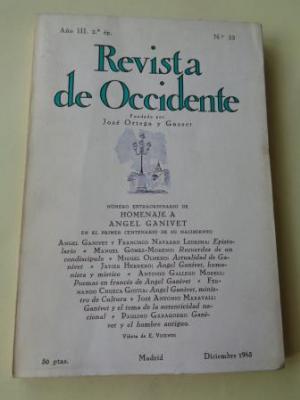 Año III. 2.ª ép.
N.º 33
Revista
de Occidente
Fundada por
José Ortega y Gasset
NÚMERO EXTRAORDINARIO DE
HOMENAJE A
ANGEL GANIVET
EN EL PRIMER CENTENARIO DE SU NACIMIENTO
ANGEL GANIVET Y FRANCISCO NAVARRO LEDESMA: Episto-
lario • MANUEL GÓMEZ-MORENO: Recuerdos de un
condiscípulo • MIGUEL OLMEDO: Actualidad de Ga-
nivet • JAVIER HERRERO: Angel Ganivet, homo-
nista y místico • ANTONIO GALLEGO MORELL:
Poemas en francés de Angel Ganivet • FER-
NANDO CHUECA GOITIA: Angel Ganivet, minis-
tro de Cultura • JOSÉ ANTONIO MARAVALL:
Ganivet y el tema de la autenticidad na-
cional • PAULINO GARAGORRI: Gani-
vet y el hombre antiguo.
Viñeta de E. VICENTE
50 ptas.
Madrid
Diciembre 1965